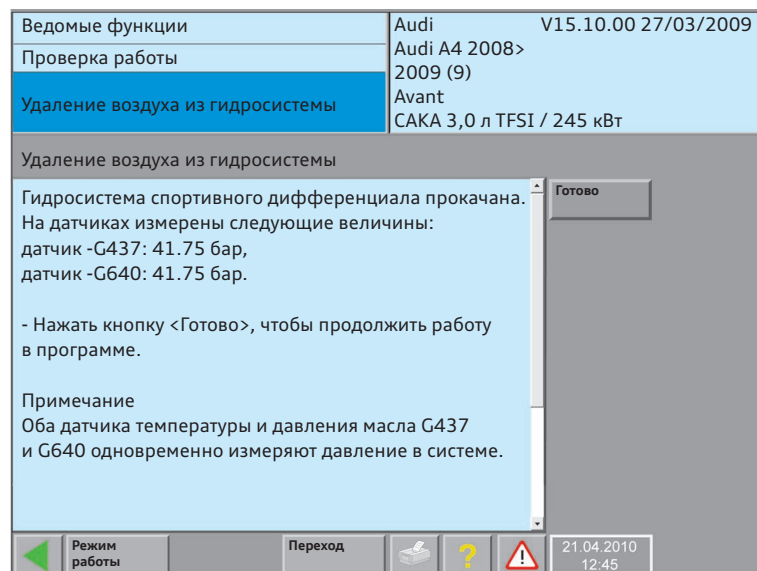 Ведомые функции
Проверка работы
Удаление воздуха из гидросистемы
Audi V15.10.00 27/03/2009
Audi A4 2008>
2009 (9)
Avant
CAKA 3,0 л TFSI / 245 кВт
Удаление воздуха из гидросистемы
Гидросистема спортивного дифференциала прокачана.
На датчиках измерены следующие величины:
датчик -G437: 41.75 бар,
датчик -G640: 41.75 бар.
- Нажать кнопку <Готово>, чтобы продолжить работу
в программе.
Примечание
Оба датчика температуры и давления масла G437
и G640 одновременно измеряют давление в системе.
Готово
Режим
работы
Переход
?
!
21.04.2010
12:45